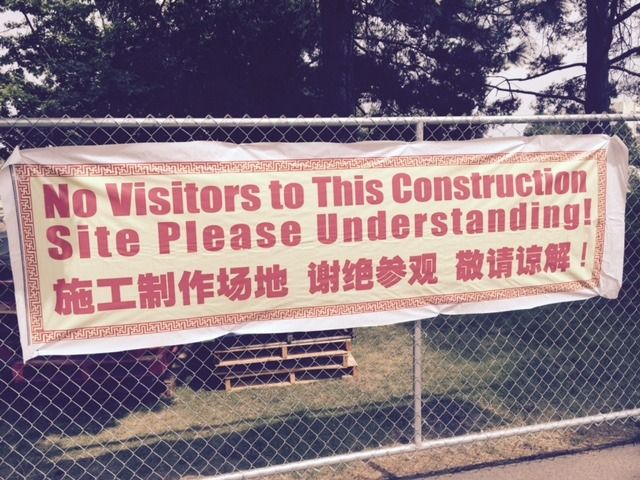 No Visitors to This Construction
Site Please Understanding!
施工制作场地 谢绝参观 敬请谅解！